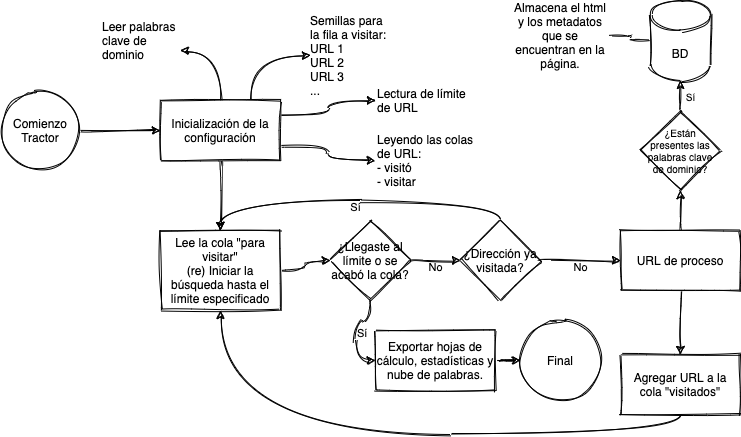 Leer palabras
clave de
dominio
Semillas para
la fila a visitar:
URL 1
URL 2
URL 3
...
Almacena el html
y los metadatos
que se
encuentran en la
página.
BD
Comienzo
Tractor
Inicialización de la
configuración
Lectura de límite
de URL
Leyendo las colas
de URL:
- visitó
- visitar
Sí
¿Están
presentes las
palabras clave
de dominio?
Sí
Lee la cola "para
visitar"
(re) Iniciar la
búsqueda hasta el
límite especificado
¿Llegaste al
límite o se
acabó la cola?
No
¿Dirección ya
visitada?
No
URL de proceso
Sí
Exportar hojas de
cálculo, estadísticas y
nube de palabras.
Final
Agregar URL a la
cola "visitados"